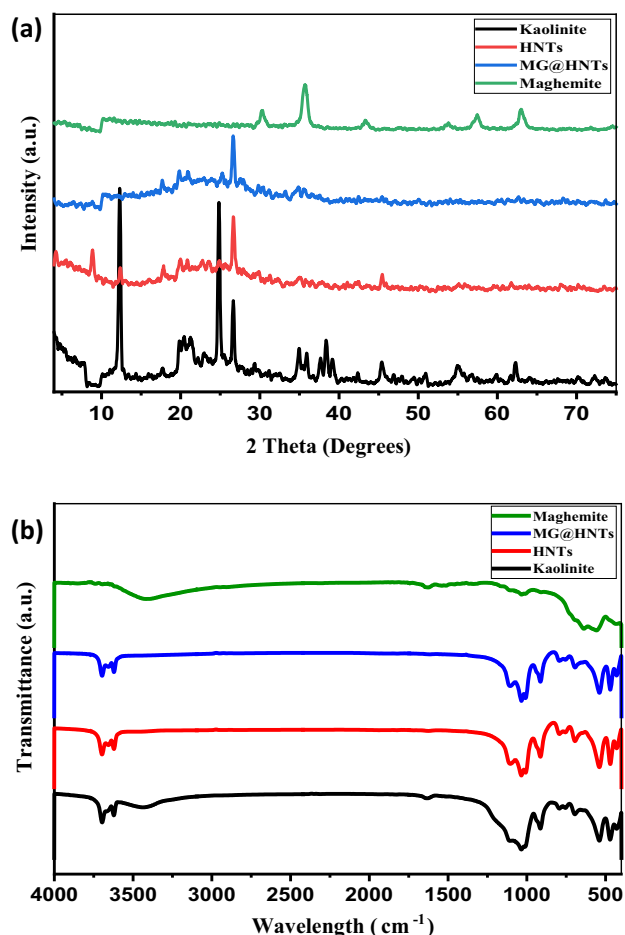 (a)
Kaolinite
HNTs
MG@HNTs
Maghemite
Intensity (a.u.)
10 20 30 40 50 60 70
2 Theta (Degrees)
(b)
Maghemite
MG@HNTs
HNTs
Kaolinite
Transmittance (a.u.)
4000 3500 3000 2500 2000 1500 1000 500
Wavelength ( cm⁻¹)